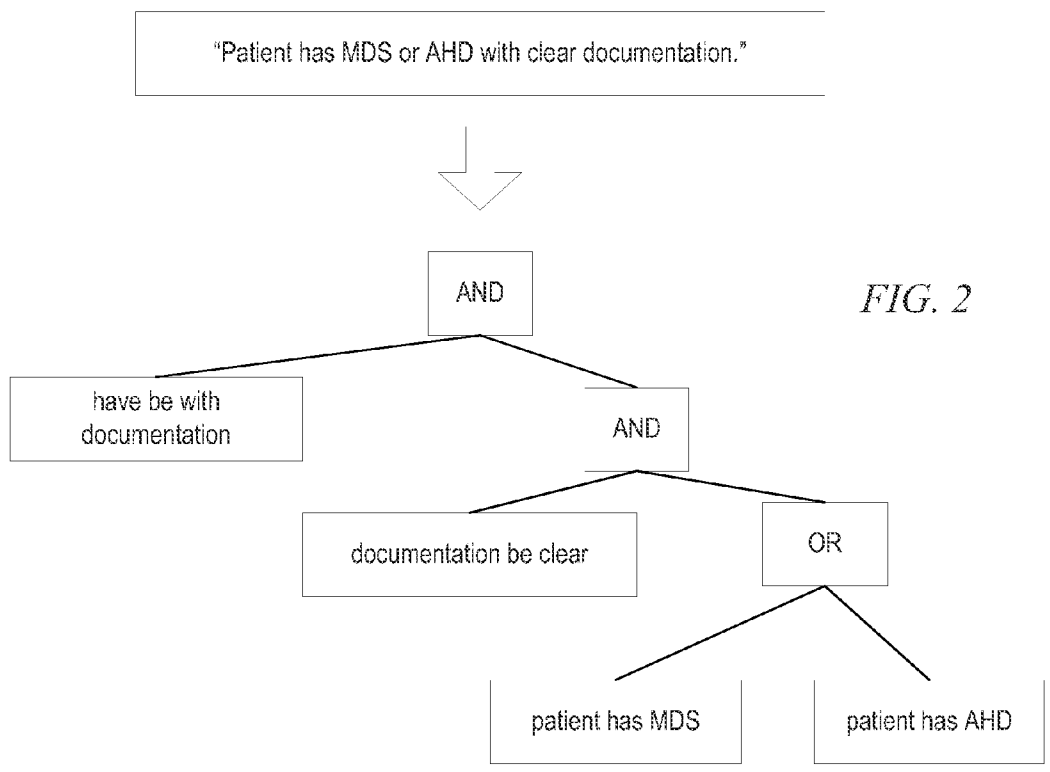 “Patient has MDS or AHD with clear documentation.”
AND
FIG. 2
have be with
documentation
AND
documentation be clear
OR
patient has MDS
patient has AHD